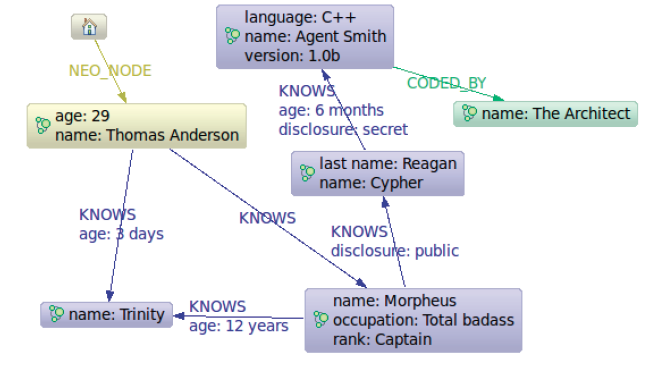 language: C++
name: Agent Smith
version: 1.0b
NEO_NODE
CODED_BY
KNOWS
age: 6 months
disclosure: secret
age: 29
name: Thomas Anderson
name: The Architect
last name: Reagan
name: Cypher
KNOWS
age: 3 days
KNOWS
KNOWS
disclosure: public
name: Trinity
KNOWS
age: 12 years
name: Morpheus
occupation: Total badass
rank: Captain